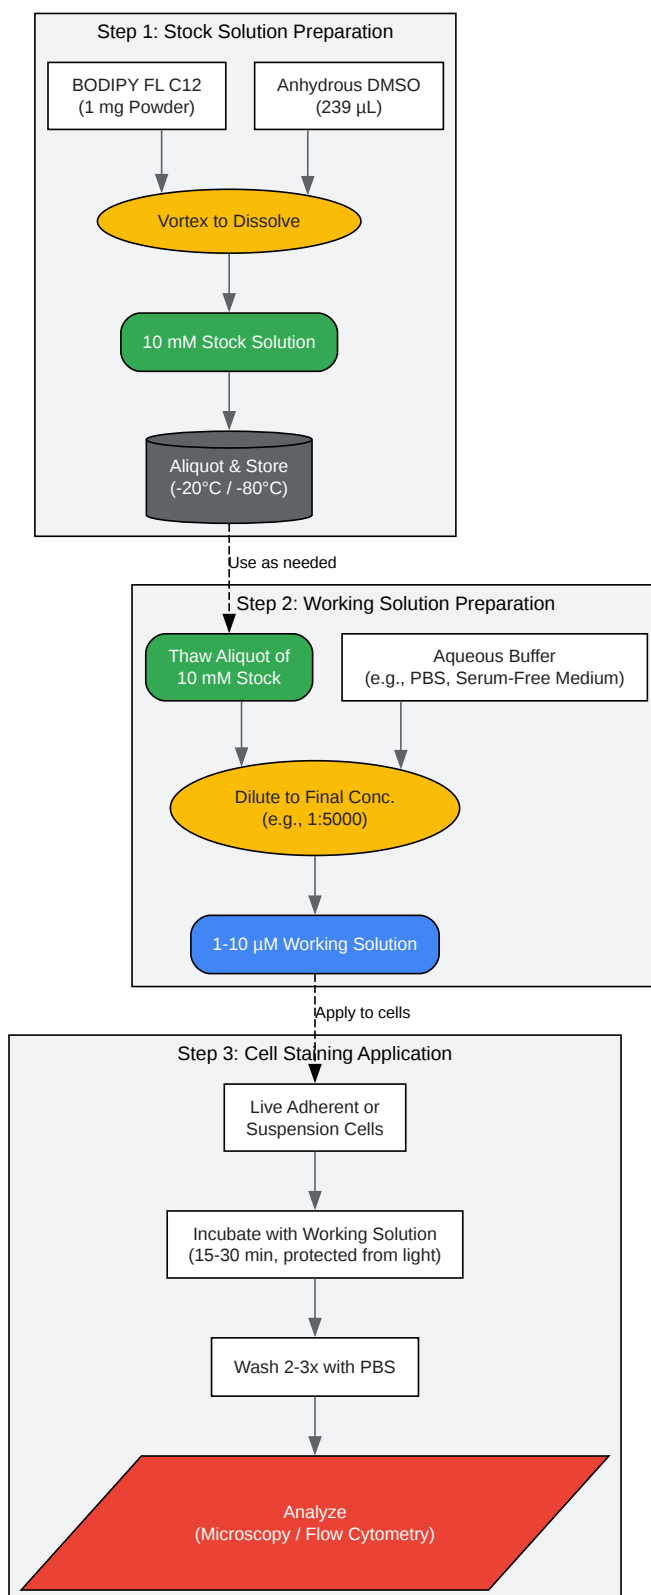 Step 1: Stock Solution Preparation
BODIPY FL C12
(1 mg Powder)
Anhydrous DMSO
(239 µL)
Vortex to Dissolve
10 mM Stock Solution
Aliquot & Store
(-20°C / -80°C)
Use as needed
Step 2: Working Solution Preparation
Thaw Aliquot of
10 mM Stock
Aqueous Buffer
(e.g., PBS, Serum-Free Medium)
Dilute to Final Conc.
(e.g., 1:5000)
1-10 µM Working Solution
Apply to cells
Step 3: Cell Staining Application
Live Adherent or
Suspension Cells
Incubate with Working Solution
(15-30 min, protected from light)
Wash 2-3x with PBS
Analyze
(Microscopy / Flow Cytometry)